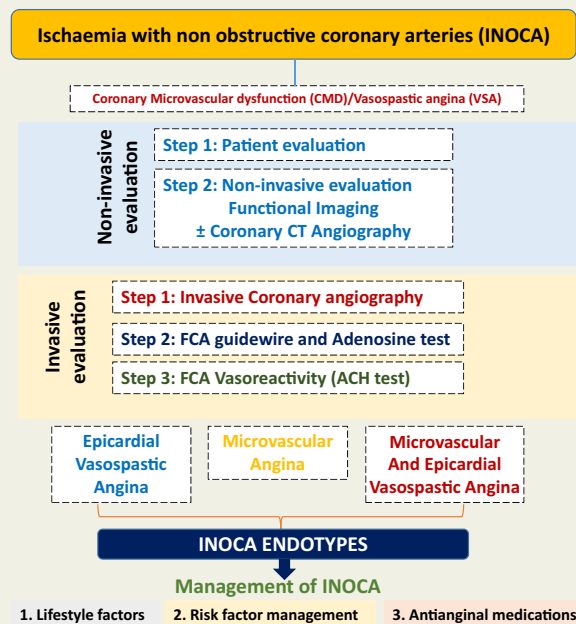 Ischaemia with non obstructive coronary arteries (INOCA)
Coronary Microvascular dysfunction (CMD)/Vasospastic angina (VSA)
Non-invasive
evaluation
Step 1: Patient evaluation
Step 2: Non-invasive evaluation
Functional Imaging
± Coronary CT Angiography
Invasive
evaluation
Step 1: Invasive Coronary angiography
Step 2: FCA guidewire and Adenosine test
Step 3: FCA Vasoreactivity (ACH test)
Epicardial
Vasospastic
Angina
Microvascular
Angina
Microvascular
And Epicardial
Vasospastic Angina
INOCA ENDOTYPES
Management of INOCA
1. Lifestyle factors
2. Risk factor management
3. Antianginal medications